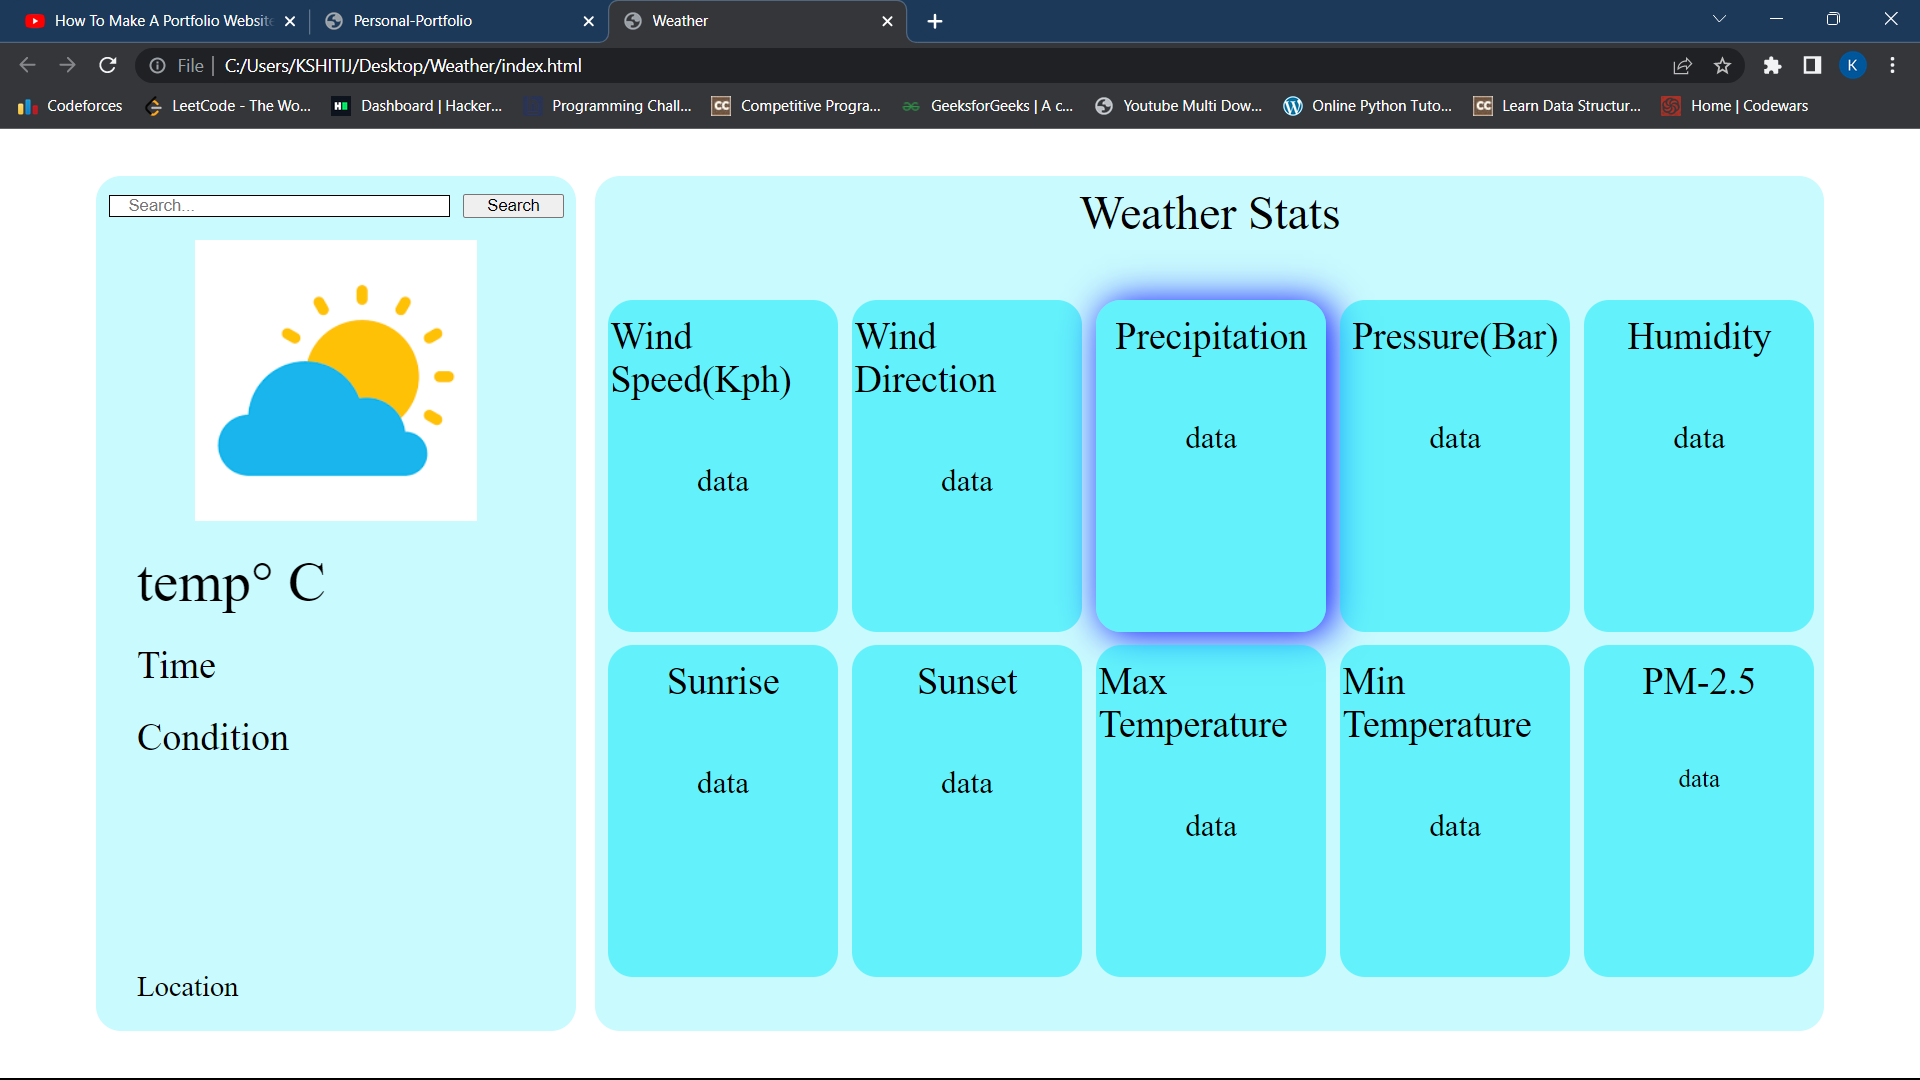 How To Make A Portfolio Website
Personal-Portfolio
Weather
File
C:/Users/KSHITIJ/Desktop/Weather/index.html
K
Codeforces
LeetCode - The Wo...
Dashboard | Hacker...
Programming Chall...
CC
Competitive Progra...
GeeksforGeeks | A c...
Youtube Multi Dow...
Online Python Tuto...
CC
Learn Data Structur...
Home | Codewars
Search...
Search
temp° C
Time
Condition
Location
Weather Stats
Wind
Speed(Kph)
data
Wind
Direction
data
Precipitation
data
Pressure(Bar)
data
Humidity
data
Sunrise
data
Sunset
data
Max
Temperature
data
Min
Temperature
data
PM-2.5
data